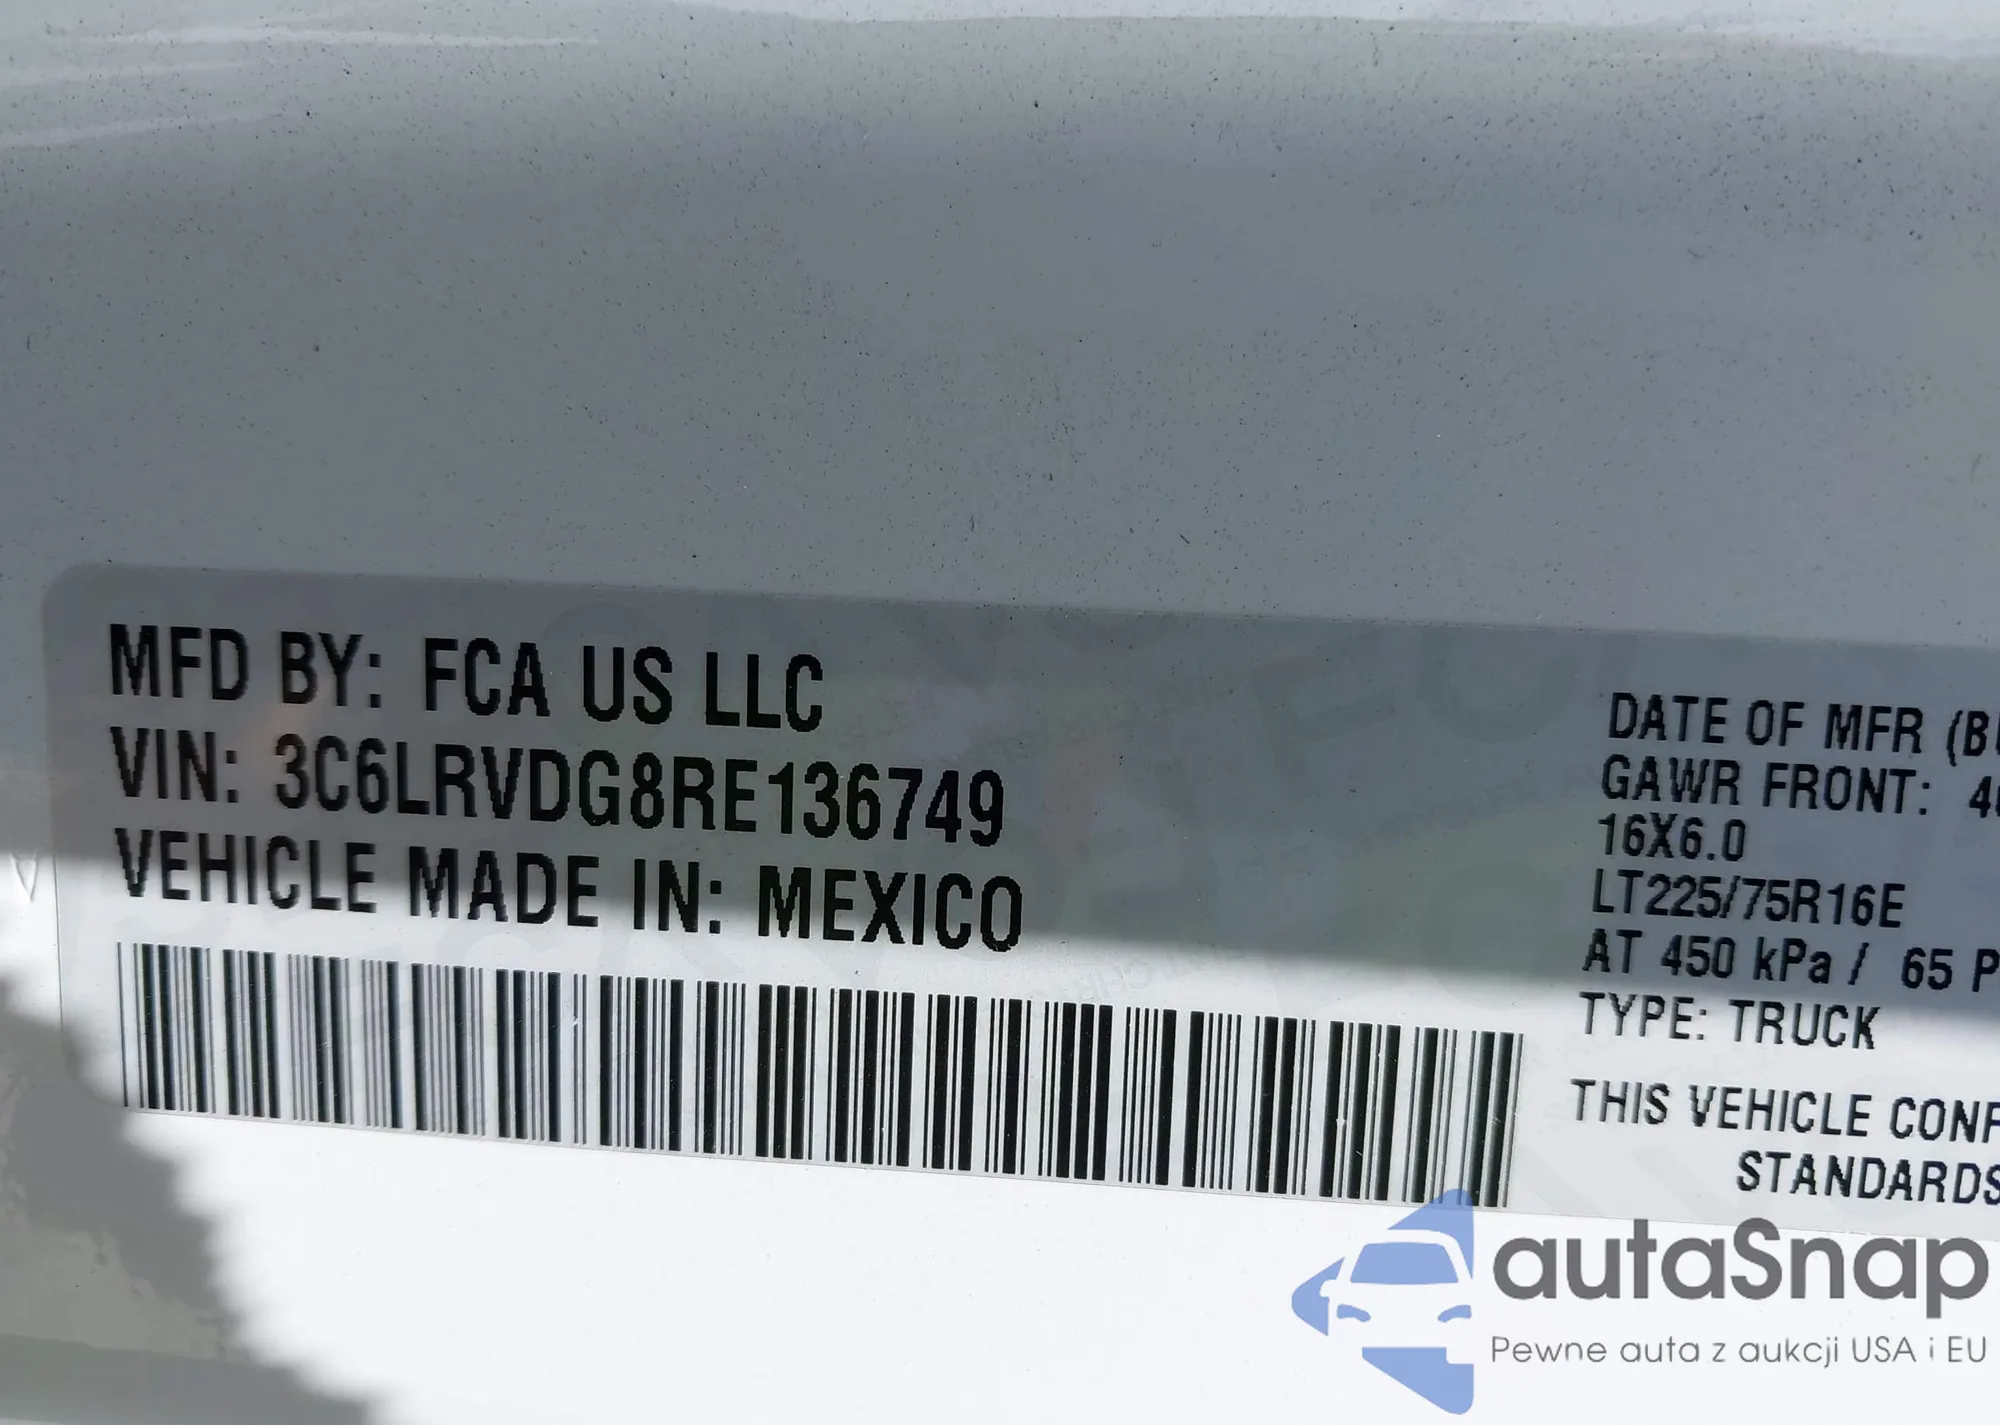 MFD BY: FCA US LLC
VIN: 3C6LRVDG8RE136749
VEHICLE MADE IN: MEXICO
DATE OF MFR
GAWR FRONT:
16X6.0
LT225/75R16E
AT 450 kPa / 65
TYPE: TRUCK
THIS VEHICLE
STANDARDS
autaSnap
Pewne auta z aukcji USA i EU